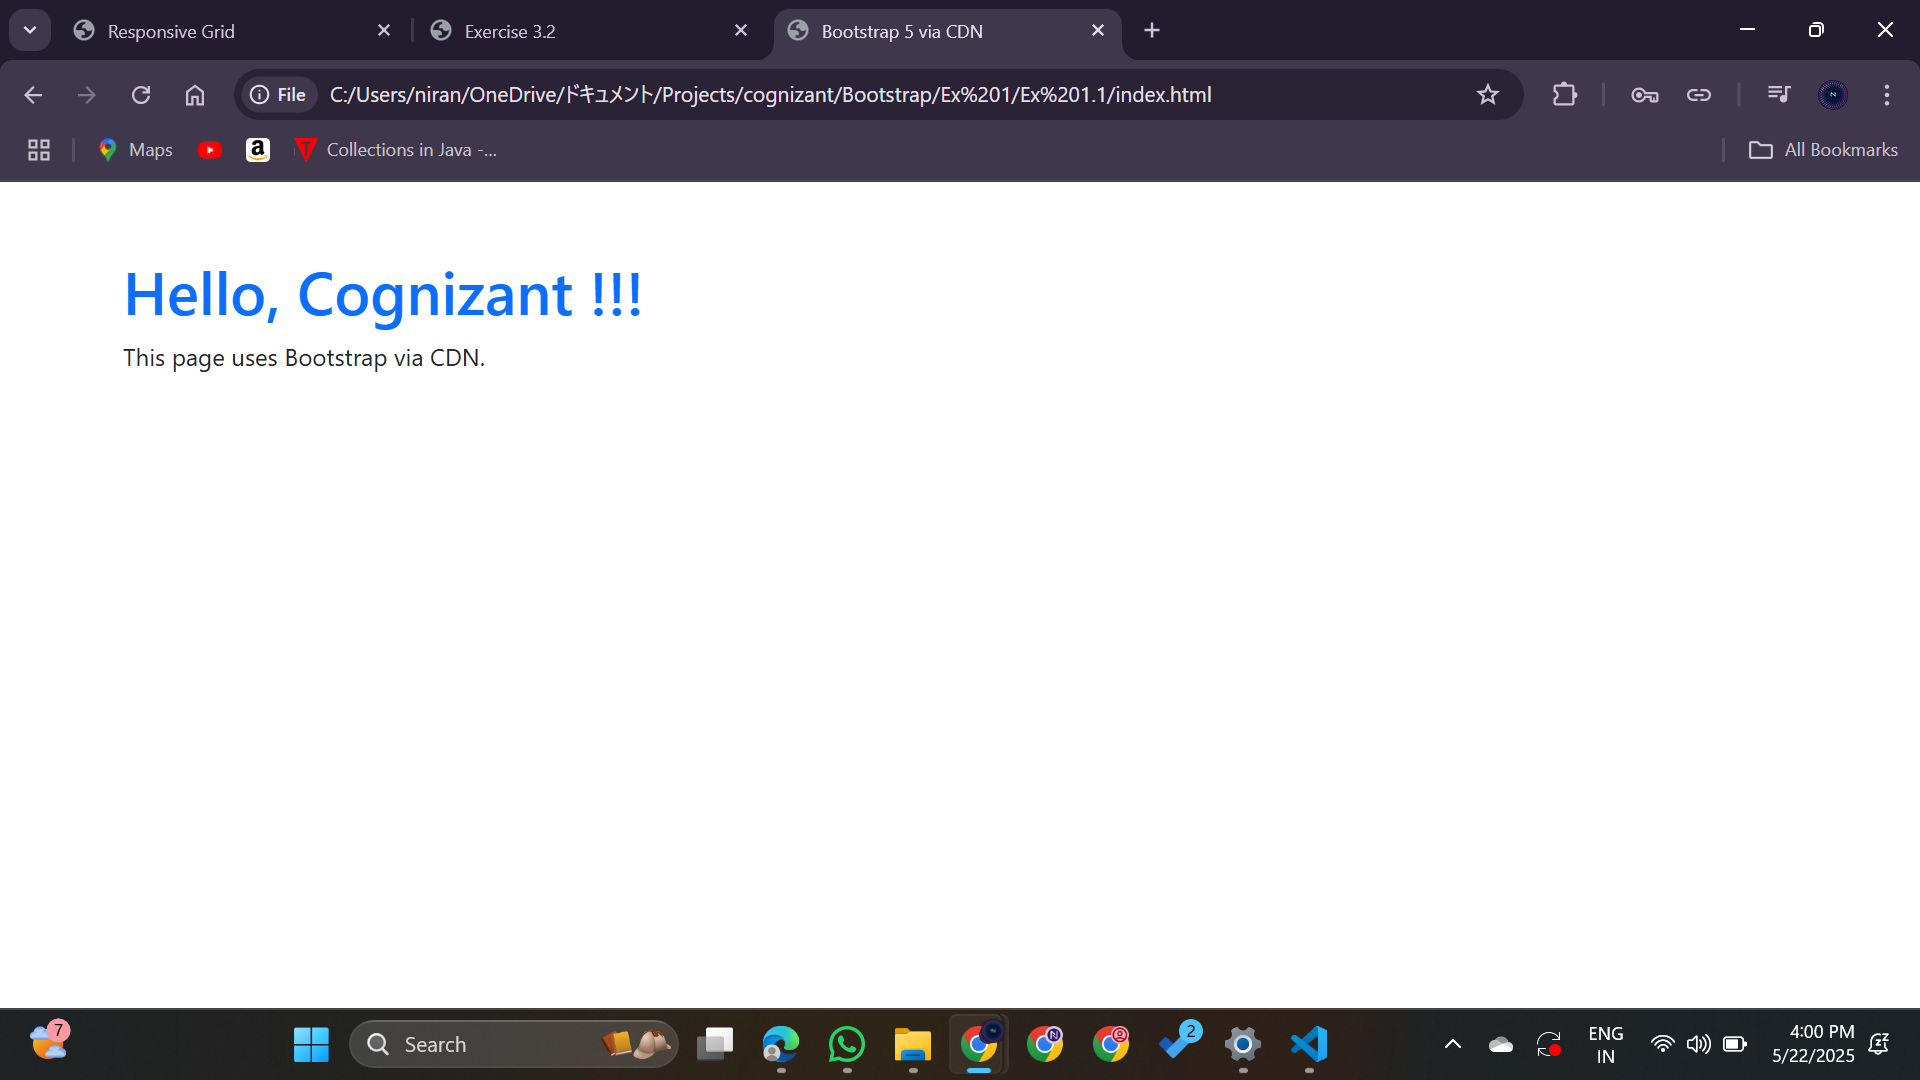 Responsive Grid
Exercise 3.2
Bootstrap 5 via CDN
File
C:/Users/niran/OneDrive/ドキュメント/Projects/cognizant/Bootstrap/Ex%201/Ex%201.1/index.html
N
Maps
a
T
Collections in Java -...
All Bookmarks
Hello, Cognizant !!!
This page uses Bootstrap via CDN.
7
Search
N
2
ENG
IN
4:00 PM
5/22/2025